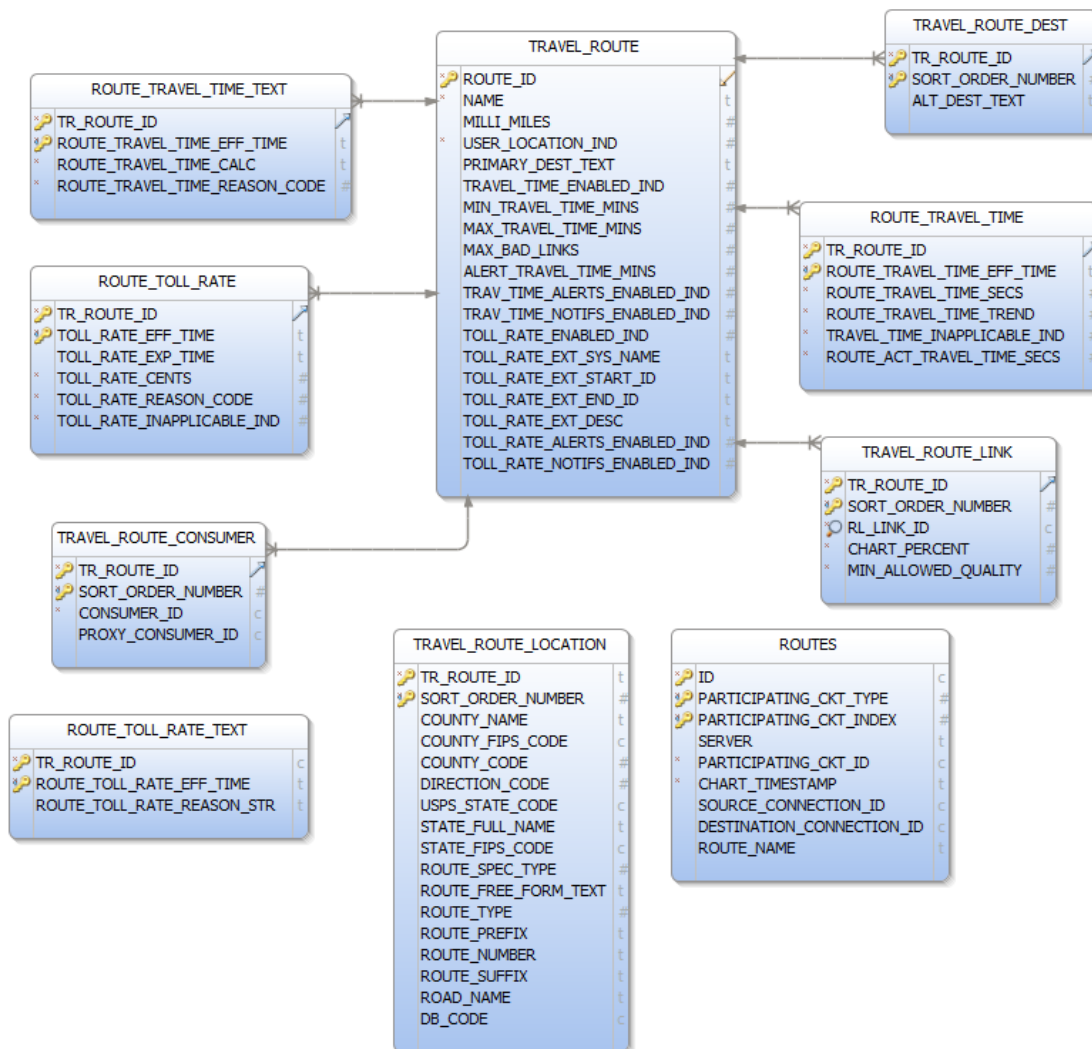 TRAVEL_ROUTE
ROUTE_ID
NAME t
MILLI_MILES #
USER_LOCATION_IND #
PRIMARY_DEST_TEXT t
TRAVEL_TIME_ENABLED_IND #
MIN_TRAVEL_TIME_MINS #
MAX_TRAVEL_TIME_MINS #
MAX_BAD_LINKS #
ALERT_TRAVEL_TIME_MINS #
TRAV_TIME_ALERTS_ENABLED_IND #
TRAV_TIME_NOTIFS_ENABLED_IND #
TOLL_RATE_ENABLED_IND #
TOLL_RATE_EXT_SYS_NAME t
TOLL_RATE_EXT_START_ID t
TOLL_RATE_EXT_END_ID t
TOLL_RATE_EXT_DESC t
TOLL_RATE_ALERTS_ENABLED_IND #
TOLL_RATE_NOTIFS_ENABLED_IND #
TRAVEL_ROUTE_DEST
TR_ROUTE_ID
SORT_ORDER_NUMBER #
ALT_DEST_TEXT t
ROUTE_TRAVEL_TIME_TEXT
TR_ROUTE_ID
ROUTE_TRAVEL_TIME_EFF_TIME t
ROUTE_TRAVEL_TIME_CALC t
ROUTE_TRAVEL_TIME_REASON_CODE #
ROUTE_TRAVEL_TIME
TR_ROUTE_ID
ROUTE_TRAVEL_TIME_EFF_TIME t
ROUTE_TRAVEL_TIME_SECS #
ROUTE_TRAVEL_TIME_TREND #
TRAVEL_TIME_INAPPLICABLE_IND #
ROUTE_ACT_TRAVEL_TIME_SECS #
ROUTE_TOLL_RATE
TR_ROUTE_ID
TOLL_RATE_EFF_TIME t
TOLL_RATE_EXP_TIME t
TOLL_RATE_CENTS #
TOLL_RATE_REASON_CODE #
TOLL_RATE_INAPPLICABLE_IND #
TRAVEL_ROUTE_LINK
TR_ROUTE_ID
SORT_ORDER_NUMBER #
RL_LINK_ID c
CHART_PERCENT #
MIN_ALLOWED_QUALITY #
TRAVEL_ROUTE_CONSUMER
TR_ROUTE_ID
SORT_ORDER_NUMBER #
CONSUMER_ID c
PROXY_CONSUMER_ID c
TRAVEL_ROUTE_LOCATION
TR_ROUTE_ID t
SORT_ORDER_NUMBER #
COUNTY_NAME t
COUNTY_FIPS_CODE c
COUNTY_CODE #
DIRECTION_CODE #
USPS_STATE_CODE c
STATE_FULL_NAME t
STATE_FIPS_CODE c
ROUTE_SPEC_TYPE #
ROUTE_FREE_FORM_TEXT t
ROUTE_TYPE #
ROUTE_PREFIX t
ROUTE_NUMBER t
ROUTE_SUFFIX t
ROAD_NAME t
DB_CODE c
ROUTES
ID c
PARTICIPATING_CKT_TYPE #
PARTICIPATING_CKT_INDEX #
SERVER t
PARTICIPATING_CKT_ID c
CHART_TIMESTAMP t
SOURCE_CONNECTION_ID c
DESTINATION_CONNECTION_ID c
ROUTE_NAME t
ROUTE_TOLL_RATE_TEXT
TR_ROUTE_ID c
ROUTE_TOLL_RATE_EFF_TIME t
ROUTE_TOLL_RATE_REASON_STR t